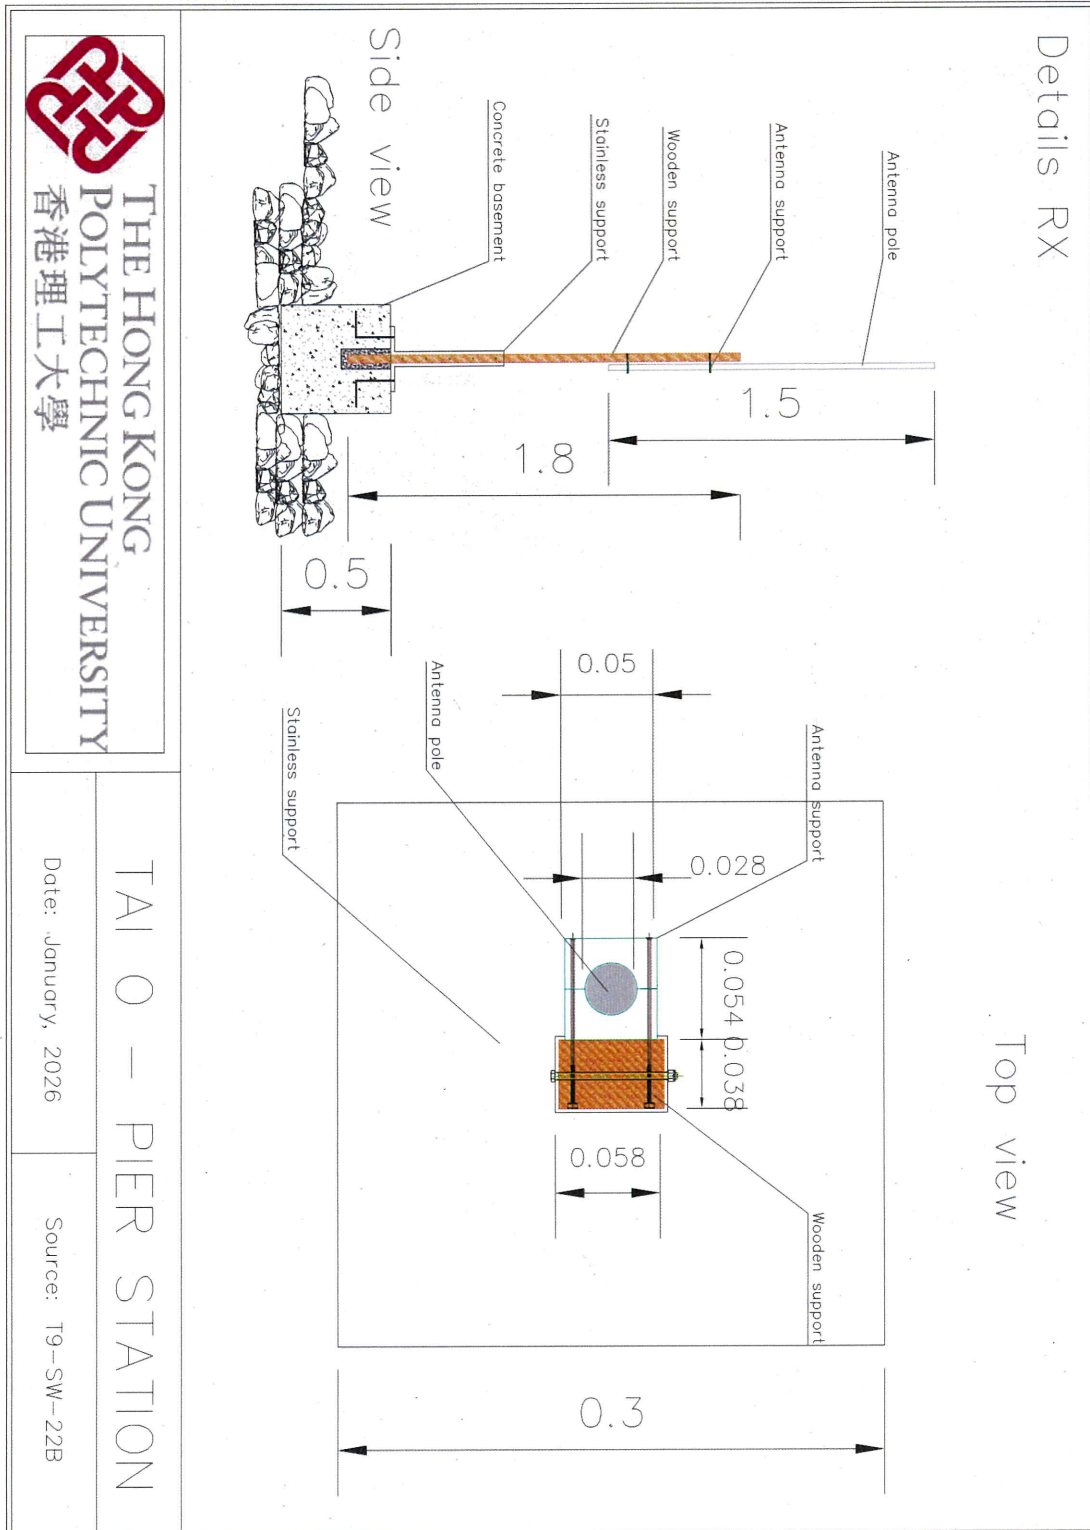 Details RX
Side view
Antenna pole
Antenna support
Wooden support
Stainless support
Concrete basement
1.5
1.8
0.5
Top view
Antenna support
Wooden support
Antenna pole
Stainless support
0.05
0.028
0.054
0.038
0.058
0.3
THE HONG KONG
POLYTECHNIC UNIVERSITY
香港理工大學
TAI O — PIER STATION
Date: January, 2026
Source: T9-SW-22B